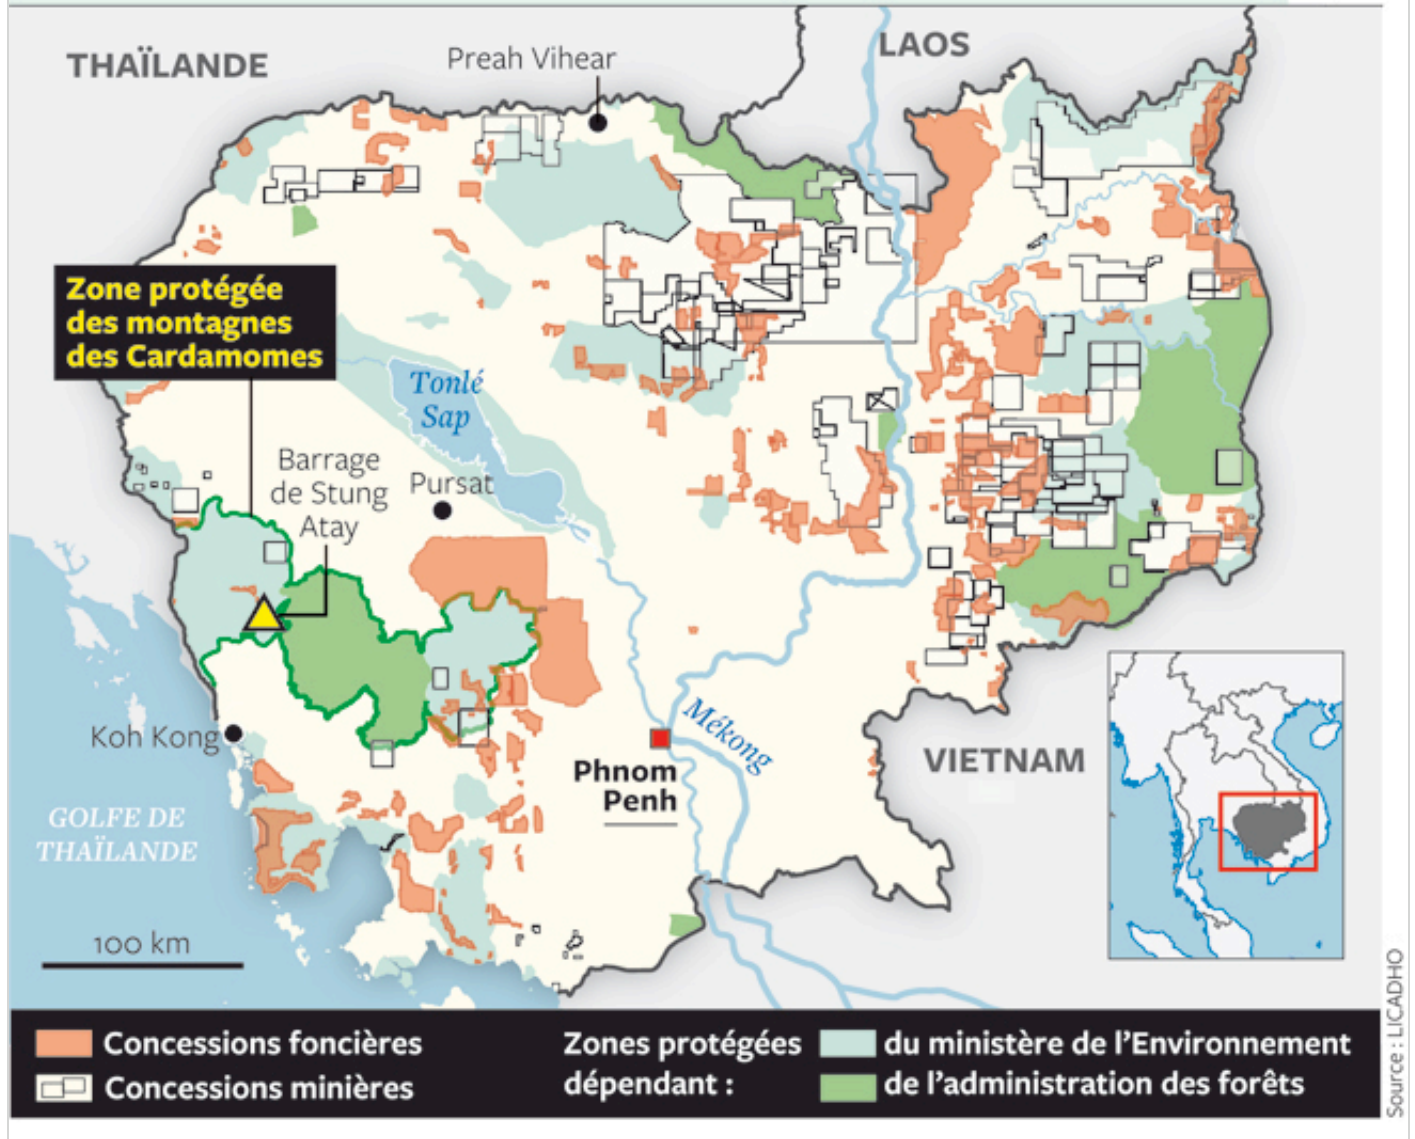 THAÏLANDE
Preah Vihear
LAOS
Zone protégée
des montagnes
des Cardamomes
Tonlé
Sap
Barrage
de Stung
Atay
Pursat
Koh Kong
Phnom
Penh
Mékong
VIETNAM
GOLFE DE
THAÏLANDE
100 km
Concessions foncières
Concessions minières
Zones protégées
dépendant :
du ministère de l'Environnement
de l'administration des forêts
Source : LICADHO